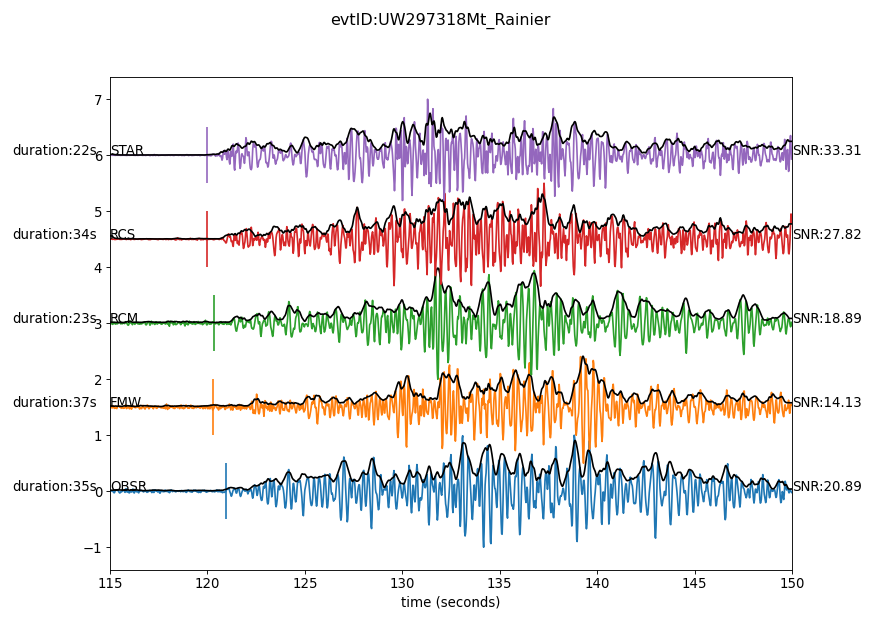 evtID:UW297318Mt_Rainier
7
duration:22s STAR SNR:33.31
6
5
duration:34s RCS SNR:27.82
4
duration:23s RCM SNR:18.89
3
2
duration:37s FMW SNR:14.13
1
duration:35s OBSR SNR:20.89
0
−1
115 120 125 130 135 140 145 150
time (seconds)